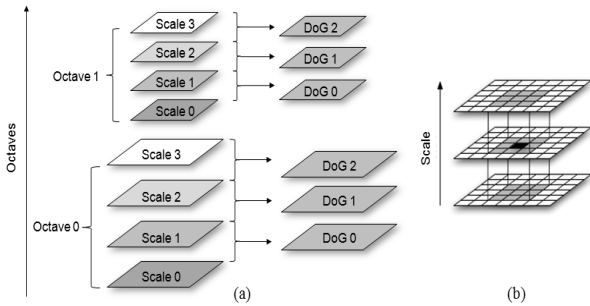 Octaves
Octave 1
Scale 3
Scale 2
Scale 1
Scale 0
DoG 2
DoG 1
DoG 0
Octave 0
Scale 3
Scale 2
Scale 1
Scale 0
DoG 2
DoG 1
DoG 0
(a)
Scale
(b)